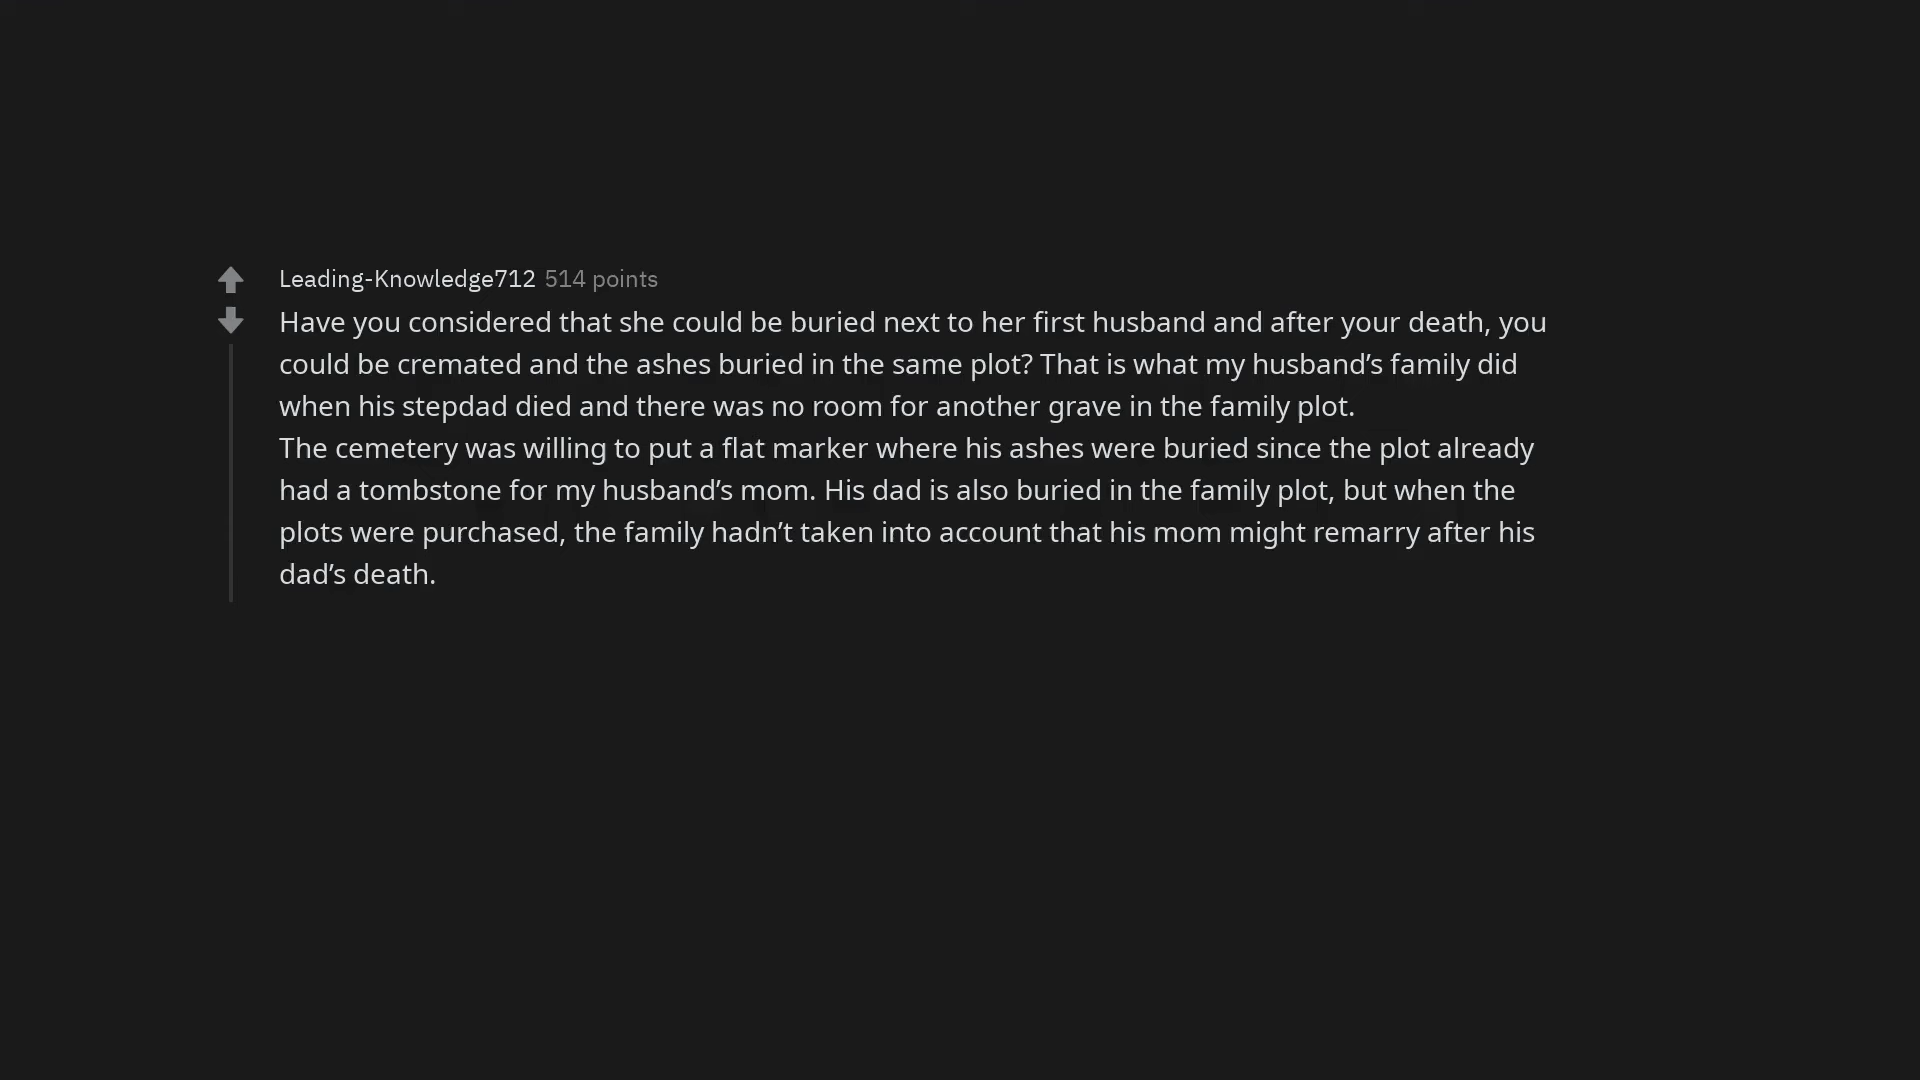 Leading-Knowledge712 514 points
Have you considered that she could be buried next to her first husband and after your death, you
could be cremated and the ashes buried in the same plot? That is what my husband’s family did
when his stepdad died and there was no room for another grave in the family plot.
The cemetery was willing to put a flat marker where his ashes were buried since the plot already
had a tombstone for my husband’s mom. His dad is also buried in the family plot, but when the
plots were purchased, the family hadn’t taken into account that his mom might remarry after his
dad’s death.